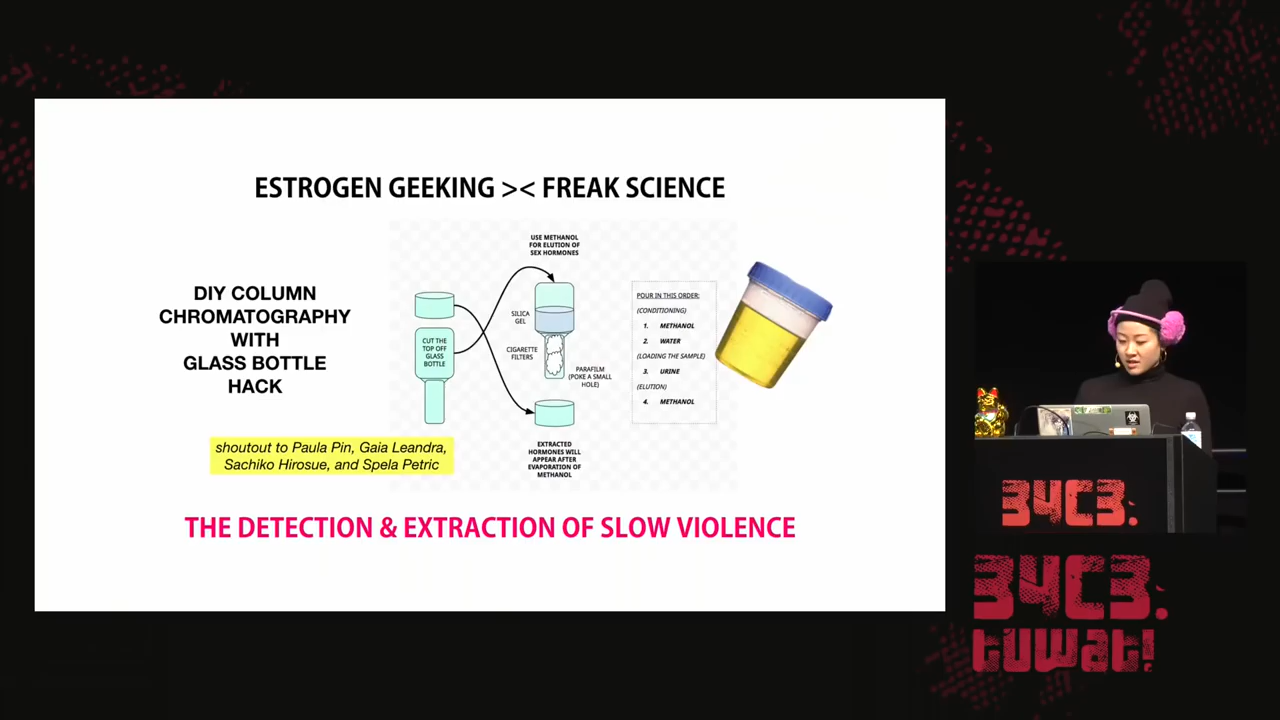 ESTROGEN GEEKING >< FREAK SCIENCE
DIY COLUMN
CHROMATOGRAPHY
WITH
GLASS BOTTLE
HACK
shoutout to Paula Pin, Gaia Leandra,
Sachiko Hirosue, and Spela Petric
USE METHANOL
FOR ELUTION OF
SEX HORMONES
CUT THE
TOP OFF
GLASS
BOTTLE
SILICA
GEL
CIGARETTE
FILTERS
PARAFILM
(POKE A SMALL
HOLE)
EXTRACTED
HORMONES WILL
APPEAR AFTER
EVAPORATION OF
METHANOL
POUR IN THIS ORDER:
(CONDITIONING)
1. METHANOL
2. WATER
(LOADING THE SAMPLE)
3. URINE
(ELUTION)
4. METHANOL
THE DETECTION & EXTRACTION OF SLOW VIOLENCE
34C3.
34C3.
tuwat!